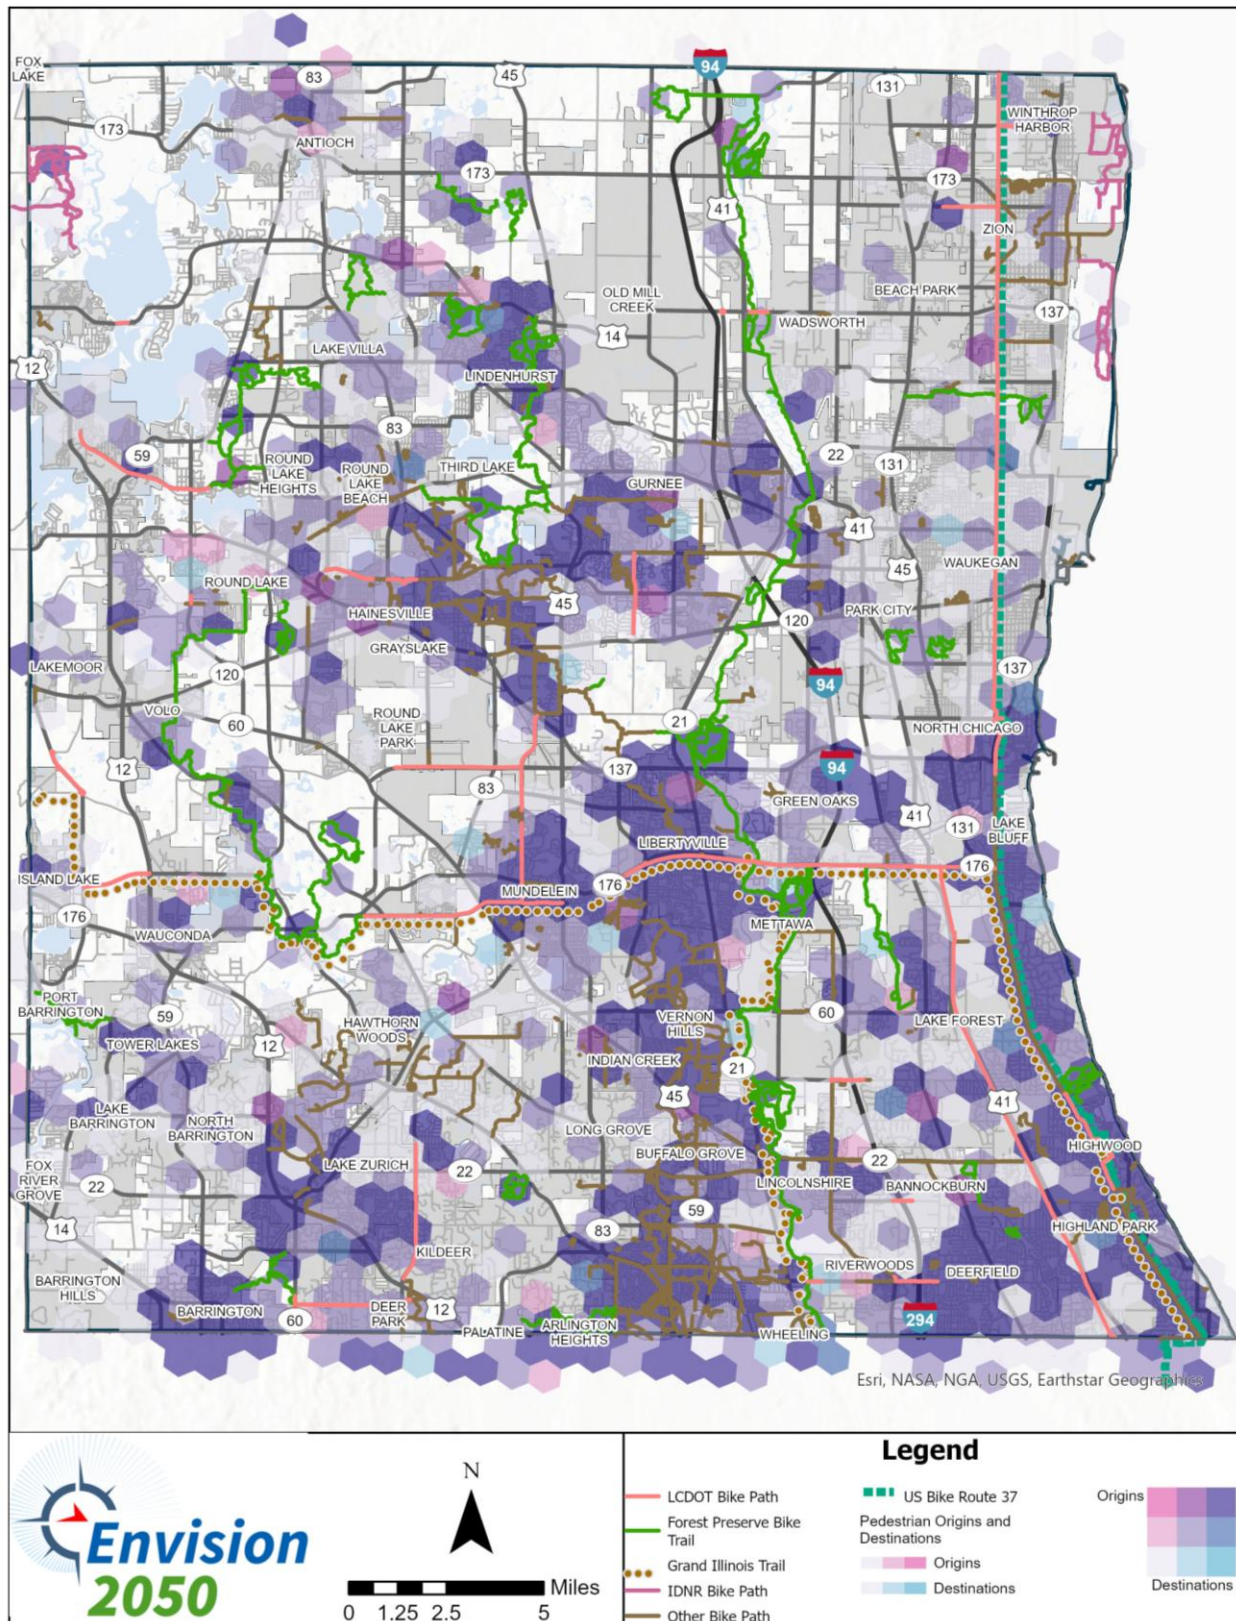 94
FOX
LAKE
83
45
131
173
WINTHROP
HARBOR
ANTIOCH
173
173
41
ZION
OLD MILL
CREEK
BEACH PARK
WADSWORTH
137
14
LAKE VILLA
12
LINDENHURST
83
59
ROUND
LAKE
HEIGHTS
ROUND
LAKE
BEACH
THIRD LAKE
22
131
GURNEE
41
ROUND LAKE
45
WAUKEGAN
HAINESVILLE
45
PARK CITY
120
GRAYSLAKE
LAKEMOOR
120
137
94
VOLO
60
ROUND
LAKE
PARK
21
NORTH CHICAGO
12
137
94
83
GREEN OAKS
41
131
LAKE
BLUFF
LIBERTYVILLE
ISLAND LAKE
176
176
MUNDELEIN
176
WAUCONDA
METTAWA
PORT
BARRINGTON
59
HAWTHORN
WOODS
VERNON
HILLS
60
LAKE FOREST
TOWER LAKES
12
INDIAN CREEK
21
45
41
LAKE
BARRINGTON
NORTH
BARRINGTON
LONG GROVE
HIGHWOOD
BUFFALO GROVE
LAKE ZURICH
22
22
FOX
RIVER
GROVE
22
LINCOLNSHIRE
BANNOCKBURN
59
14
83
HIGHLAND PARK
KILDEER
RIVERWOODS
DEERFIELD
BARRINGTON
HILLS
BARRINGTON
60
DEER
PARK
12
PALATINE
ARLINGTON
HEIGHTS
WHEELING
294
Esri, NASA, NGA, USGS, Earthstar Geographics
Envision
2050
N
Miles
0 1.25 2.5 5
Legend
LCDOT Bike Path
Forest Preserve Bike
Trail
Grand Illinois Trail
IDNR Bike Path
Other Bike Path
US Bike Route 37
Pedestrian Origins and
Destinations
Origins
Destinations
Origins
Destinations